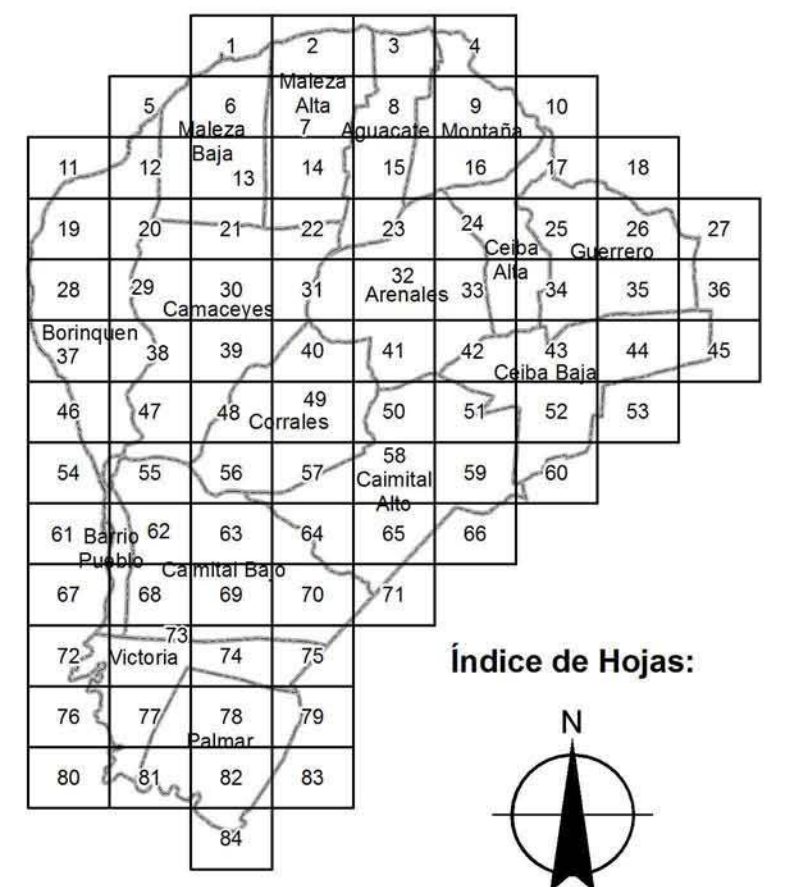 1 2 3 4
Maleza
Alta
5 6 8 9 10
Maleza
Baja
7 Aguacate Montaña
11 12 13 14 15 16 17 18
19 20 21 22 23 24 25 26 27
Ceiba
Alta
Guerrero
28 29 30 31 32 33 34 35 36
Camaceyes Arenales
Borinquen
37 38 39 40 41 42 43 44 45
Ceiba Baja
46 47 48 49 50 51 52 53
Corrales
54 55 56 57 58 59 60
Caimital
Alto
61 62 63 64 65 66
Barrio
Pueblo
Caimital Bajo
67 68 69 70 71
73
72 Victoria 74 75
Índice de Hojas:
76 77 78 79
Palmar
N
80 81 82 83
84